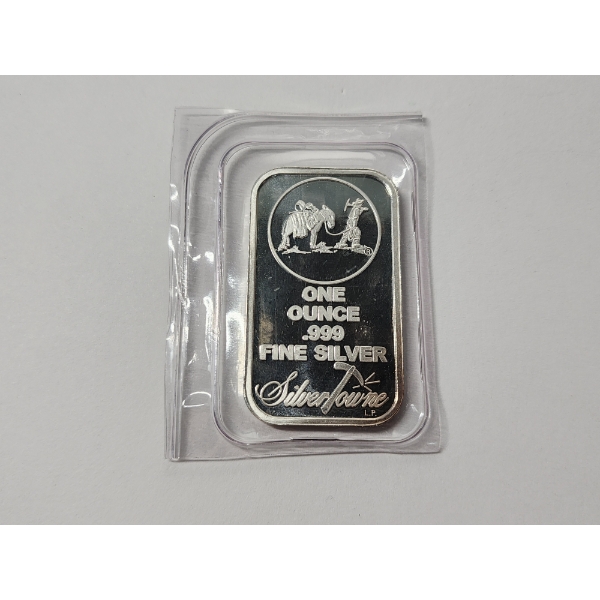 ®
ONE
OUNCE
.999
FINE SILVER
SilverTowne
L.P.